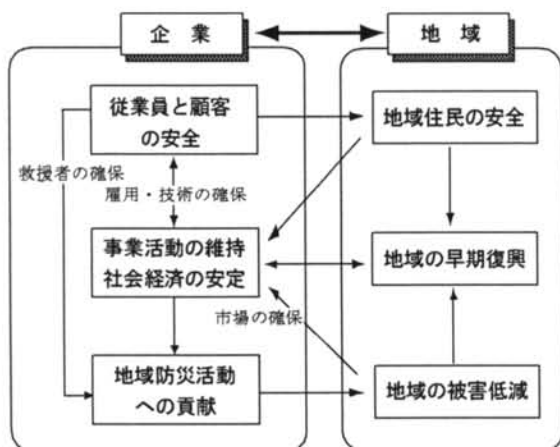 企業
地域
従業員と顧客
の安全
地域住民の安全
救援者の確保
雇用・技術の確保
事業活動の維持
社会経済の安定
地域の早期復興
市場の確保
地域防災活動
への貢献
地域の被害低減